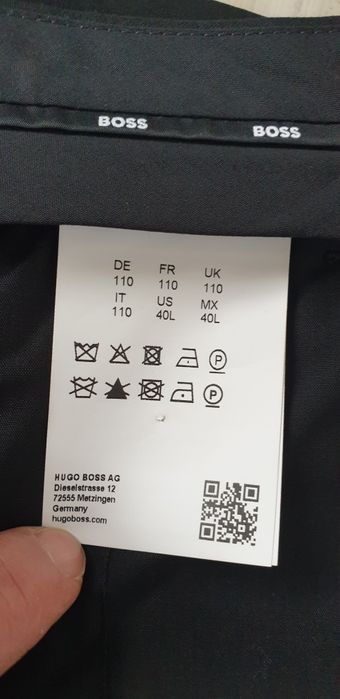 BOSS BOSS
DE FR UK
110 110 110
IT US MX
110 40L 40L
P
P
HUGO BOSS AG
Dieselstrasse 12
72555 Metzingen
Germany
hugoboss.com